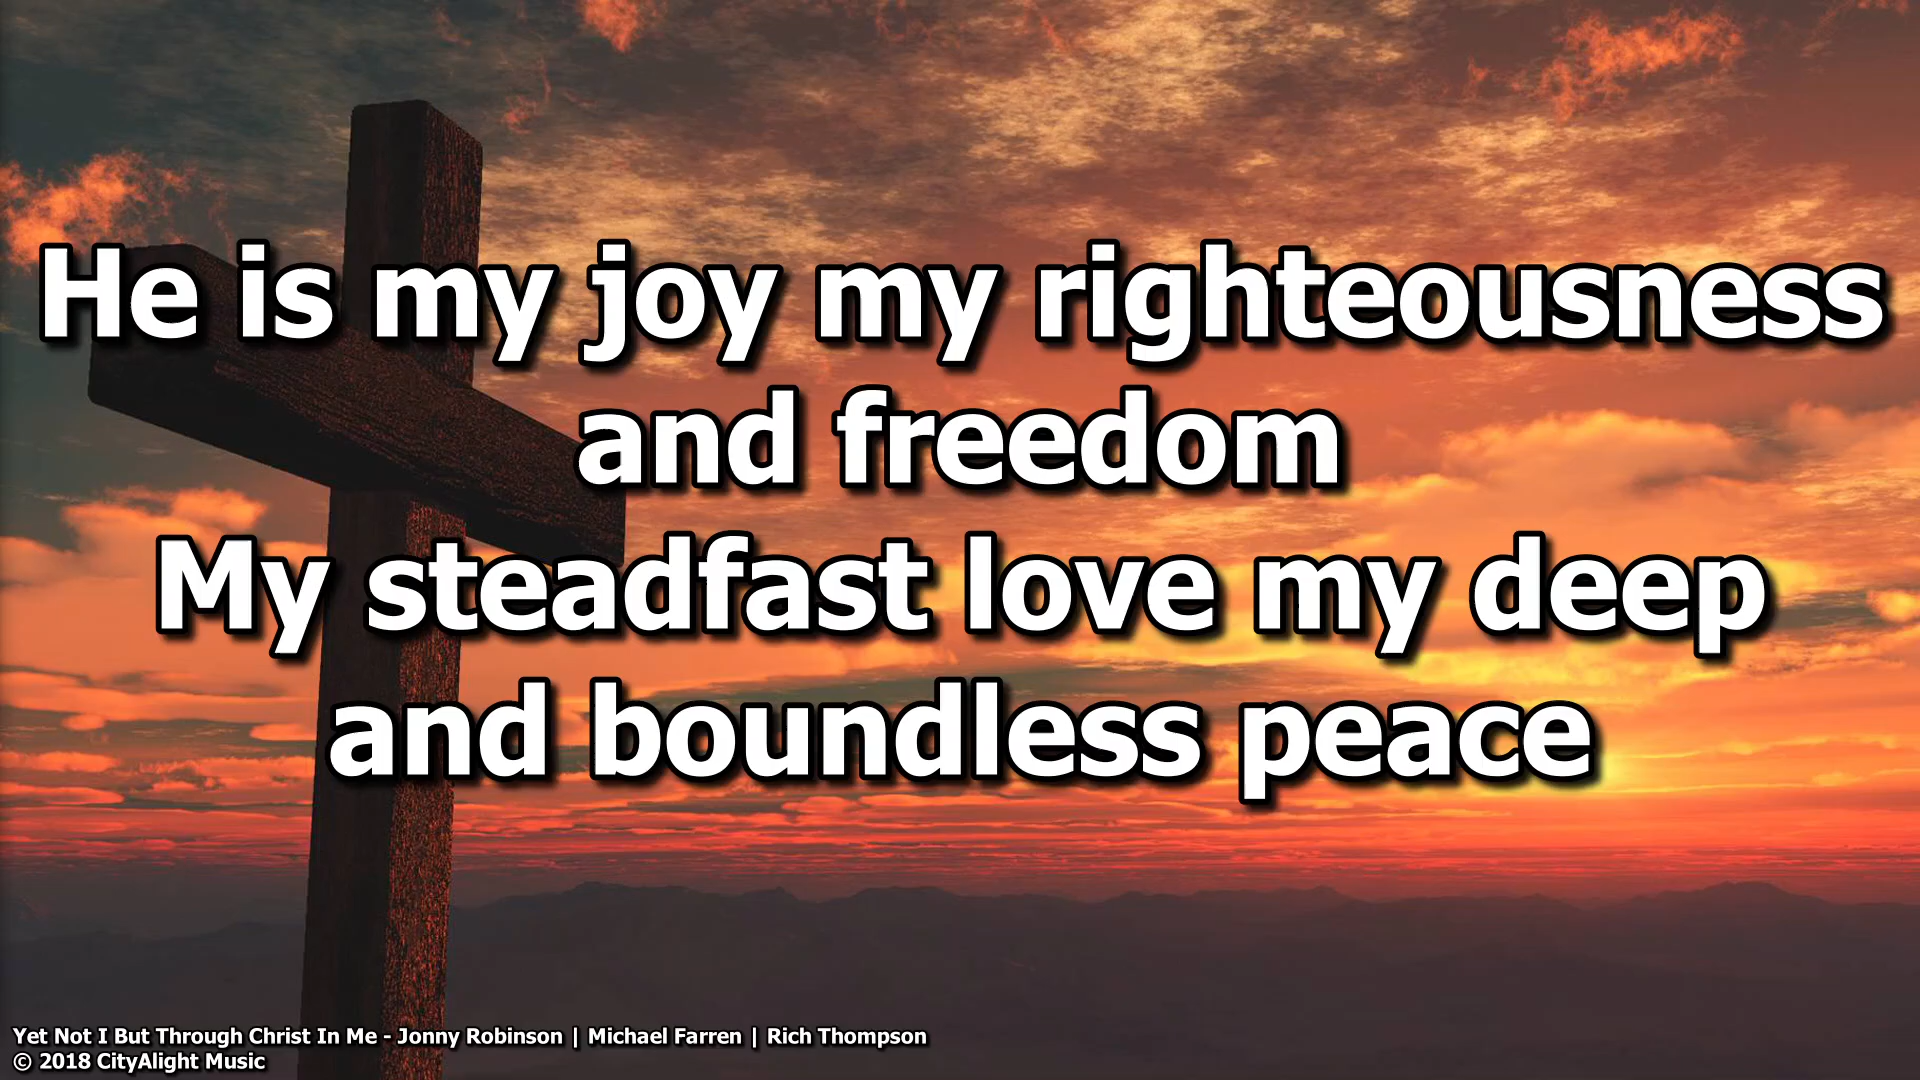 He is my joy my righteousness
and freedom
My steadfast love my deep
and boundless peace
Yet Not I But Through Christ In Me - Jonny Robinson | Michael Farren | Rich Thompson
© 2018 CityAlight Music